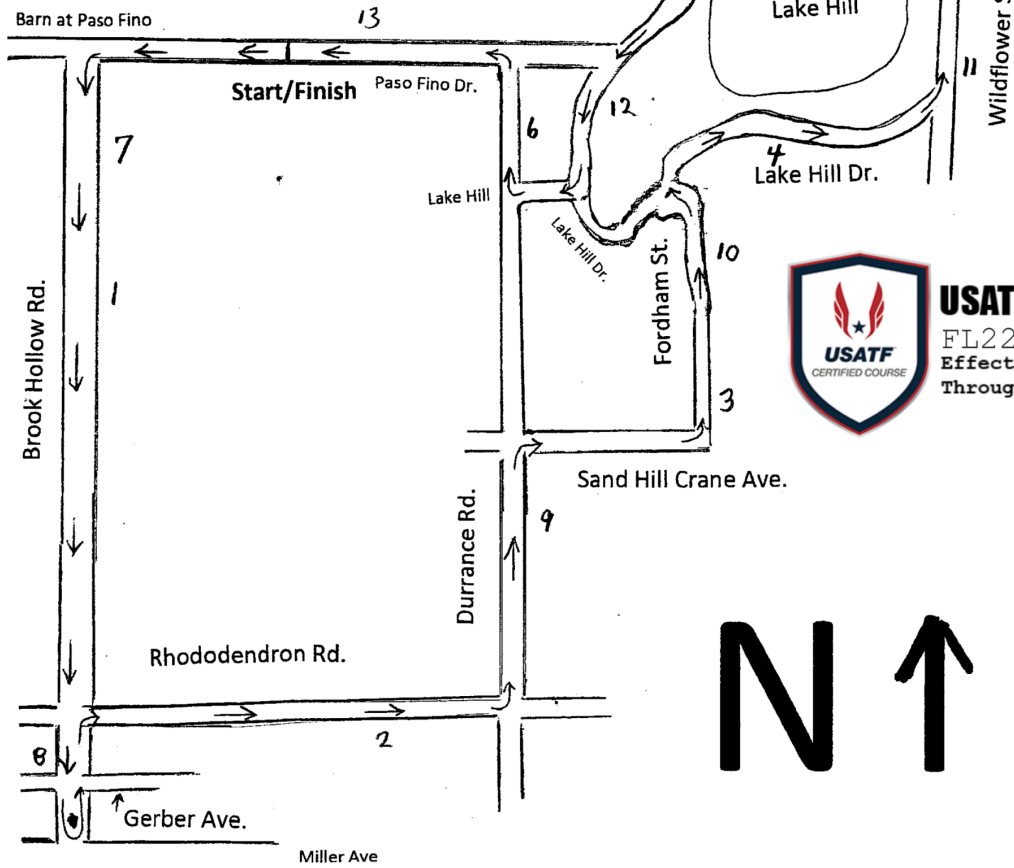 13
Barn at Paso Fino
Lake Hill
Wildflower
11
Start/Finish
Paso Fino Dr.
12
6
7
4
Lake Hill Dr.
Lake Hill
Lake Hill Dr.
Fordham St.
10
1
Brook Hollow Rd.
USATF
CERTIFIED COURSE
USAT
FL22
Effect
Throug
3
Sand Hill Crane Ave.
Durrance Rd.
9
Rhododendron Rd.
2
8
N
Gerber Ave.
Miller Ave